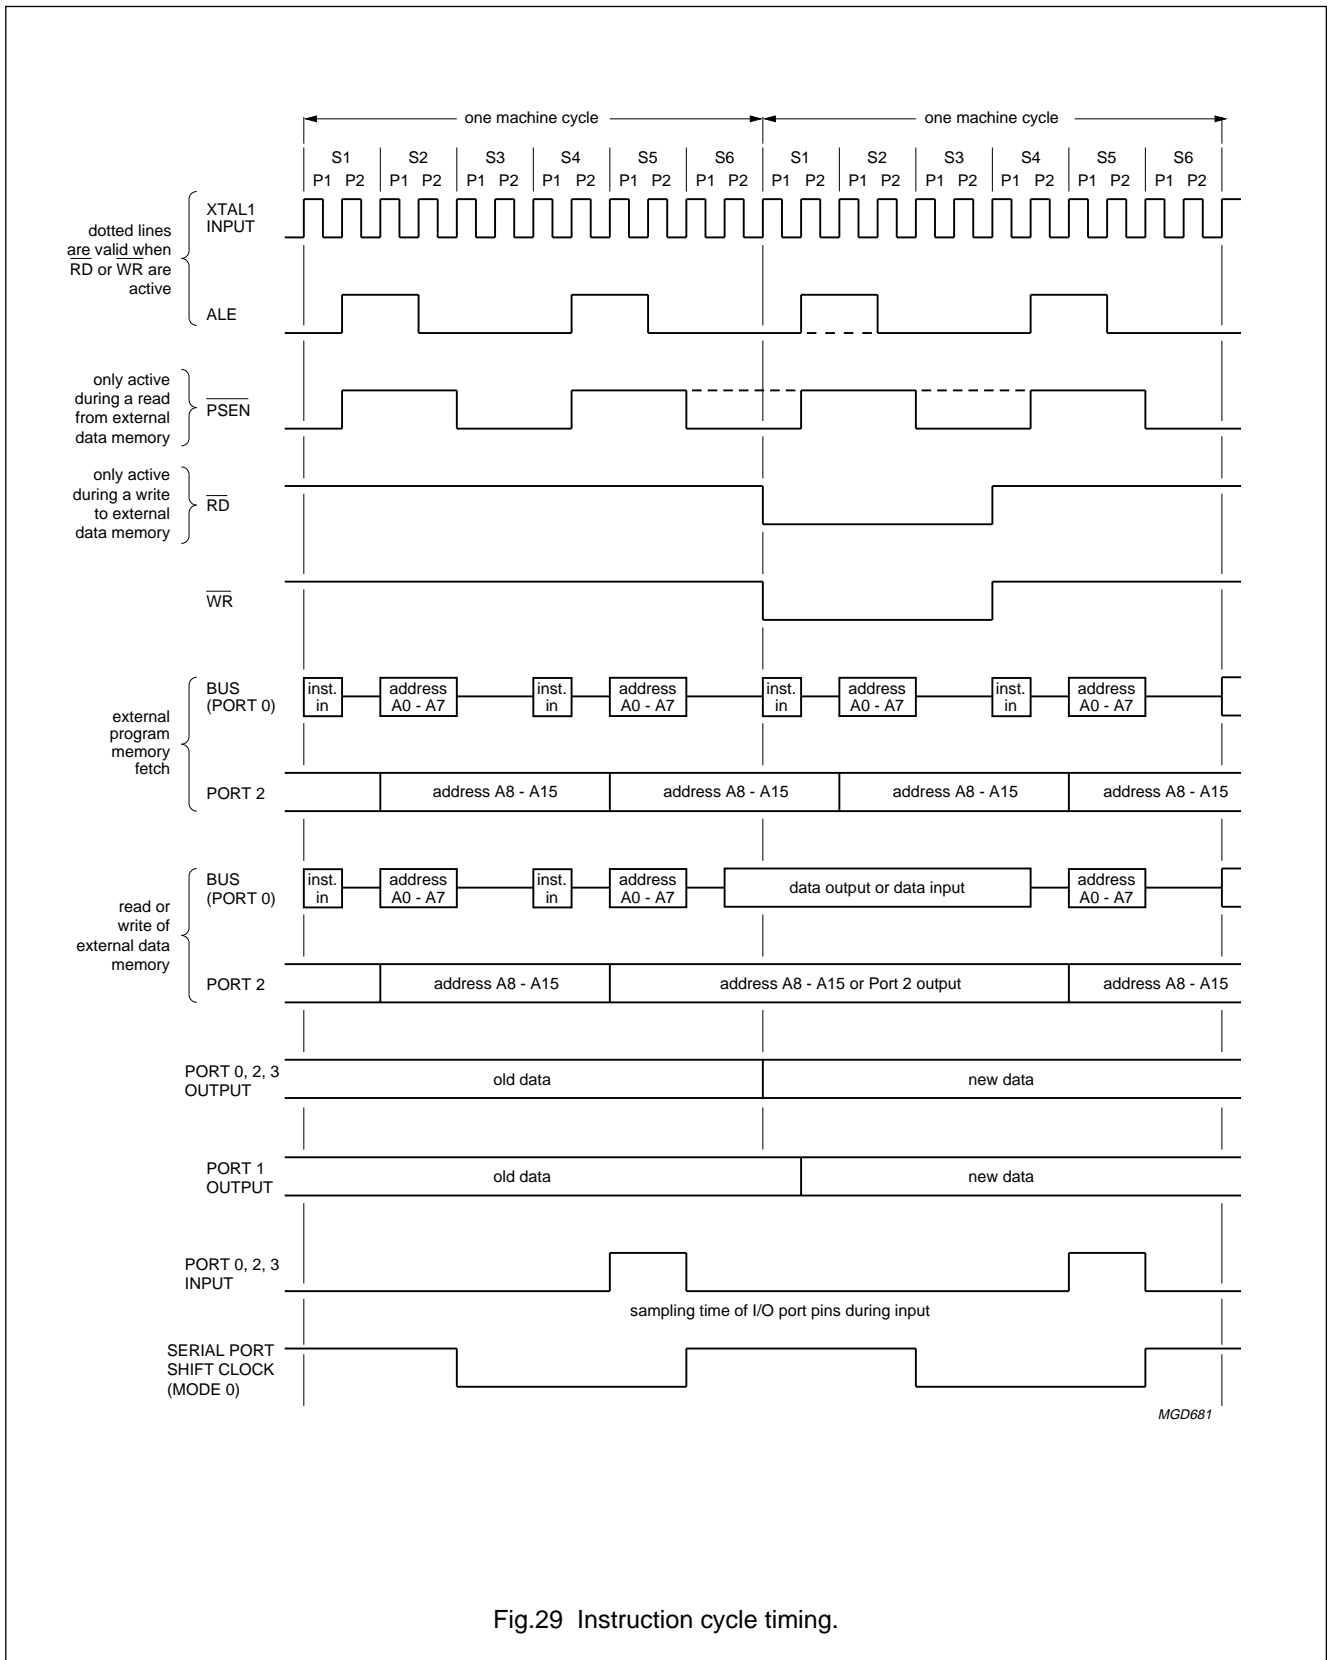 one machine cycle one machine cycle
S1 S2 S3 S4 S5 S6 S1 S2 S3 S4 S5 S6
P1 P2 P1 P2 P1 P2 P1 P2 P1 P2 P1 P2 P1 P2 P1 P2 P1 P2 P1 P2 P1 P2 P1 P2
dotted lines
are valid when
RD or WR are
active
XTAL1
INPUT
ALE
only active
during a read
from external
data memory
PSEN
only active
during a write
to external
data memory
RD
WR
external
program
memory
fetch
BUS
(PORT 0)
inst. address inst. address inst. address inst. address
in A0 - A7 in A0 - A7 in A0 - A7 in A0 - A7
PORT 2
address A8 - A15 address A8 - A15 address A8 - A15 address A8 - A15
read or
write of
external data
memory
BUS
(PORT 0)
inst. address inst. address data output or data input address
in A0 - A7 in A0 - A7 A0 - A7
PORT 2
address A8 - A15 address A8 - A15 or Port 2 output address A8 - A15
PORT 0, 2, 3
OUTPUT
old data new data
PORT 1
OUTPUT
old data new data
PORT 0, 2, 3
INPUT
sampling time of I/O port pins during input
SERIAL PORT
SHIFT CLOCK
(MODE 0)
MGD681
Fig.29 Instruction cycle timing.